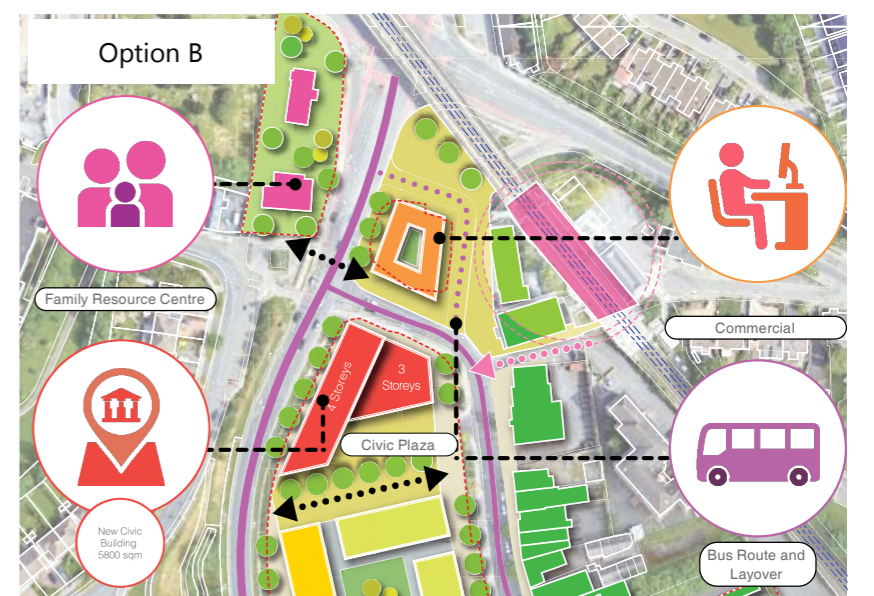 Option B
Family Resource Centre
Commercial
4 Storeys
3
Storeys
Civic Plaza
New Civic
Building
5800 sqm
Bus Route and
Layover